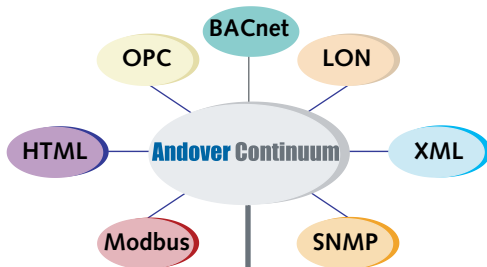 BACnet
OPC
LON
HTML
Andover Continuum
XML
Modbus
SNMP